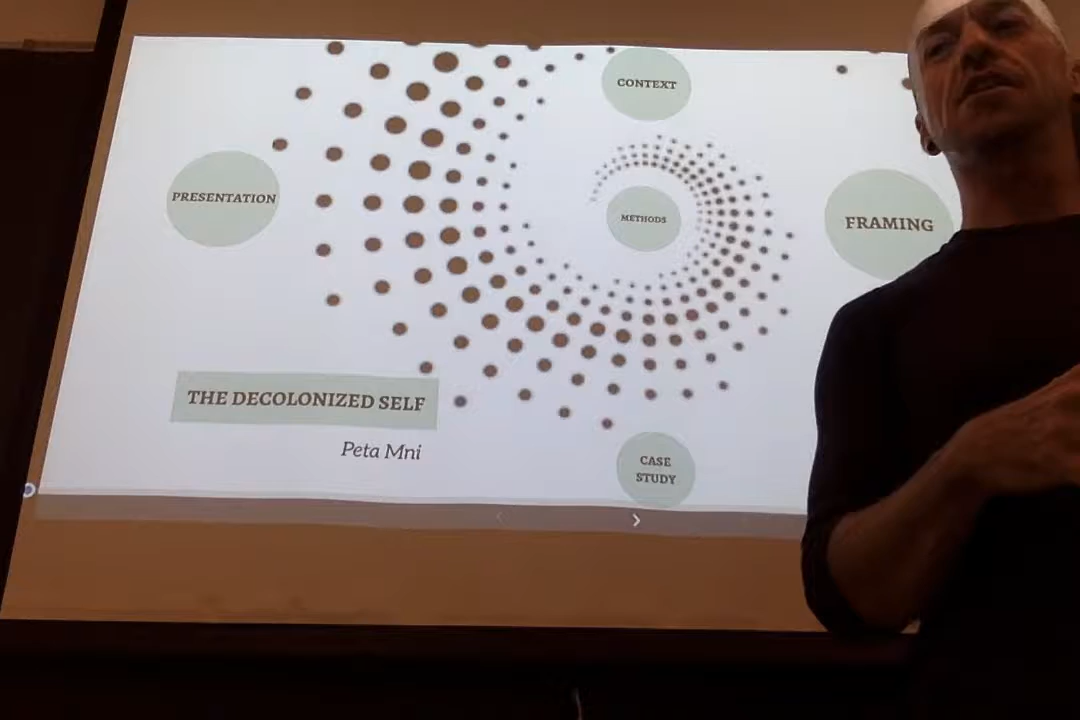 CONTEXT
PRESENTATION
METHODS
FRAMING
THE DECOLONIZED SELF
Peta Mni
CASE
STUDY